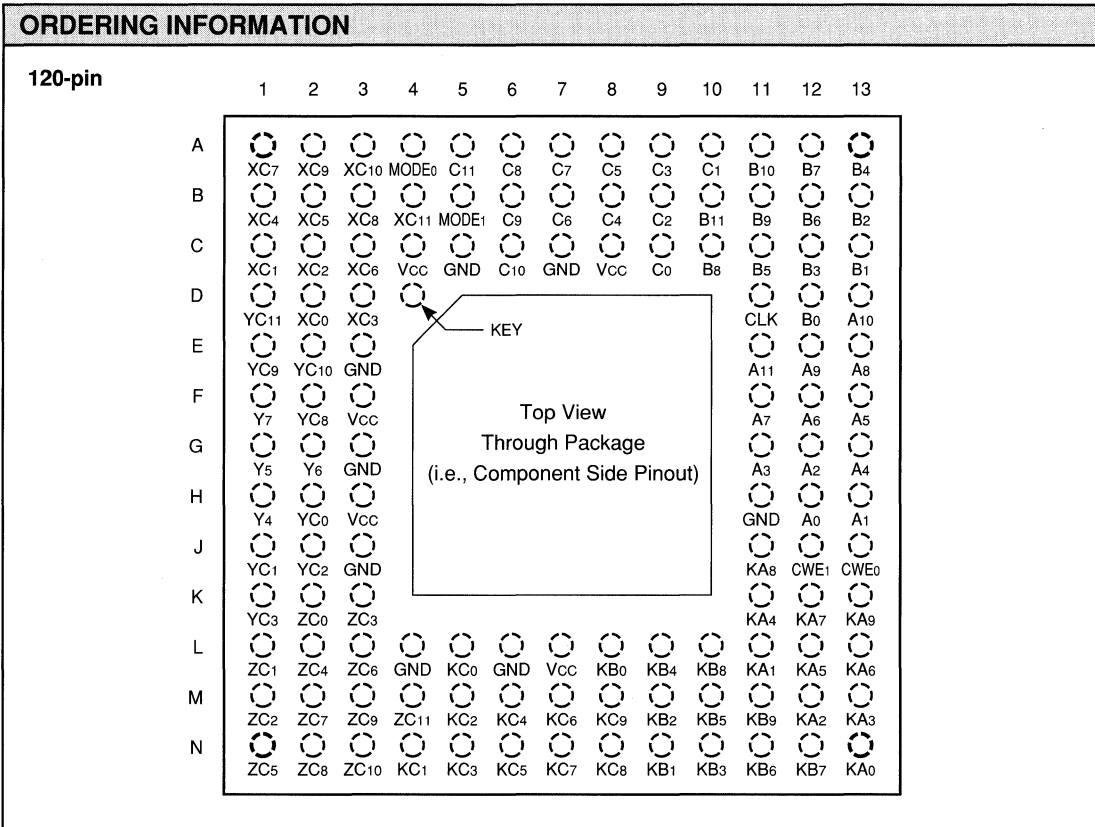 ORDERING INFORMATION
120-pin
1 2 3 4 5 6 7 8 9 10 11 12 13
A
XC7 XC9 XC10 MODE0 C11 C8 C7 C5 C3 C1 B10 B7 B4
B
XC4 XC5 XC8 XC11 MODE1 C9 C6 C4 C2 B11 B9 B6 B2
C
XC1 XC2 XC6 VCC GND C10 GND VCC C0 B8 B5 B3 B1
D
YC11 XC0 XC3 CLK B0 A10
KEY
E
YC9 YC10 GND A11 A9 A8
F
Y7 YC8 VCC A7 A6 A5
Top View
Through Package
(i.e., Component Side Pinout)
G
Y5 Y6 GND A3 A2 A4
H
Y4 YC0 VCC GND A0 A1
J
YC1 YC2 GND KA8 CWE1 CWE0
K
YC3 ZC0 ZC3 KA4 KA7 KA9
L
ZC1 ZC4 ZC6 GND KC0 GND VCC KB0 KB4 KB8 KA1 KA5 KA6
M
ZC2 ZC7 ZC9 ZC11 KC2 KC4 KC6 KC9 KB2 KB5 KB9 KA2 KA3
N
ZC5 ZC8 ZC10 KC1 KC3 KC5 KC7 KC8 KB1 KB3 KB6 KB7 KA0